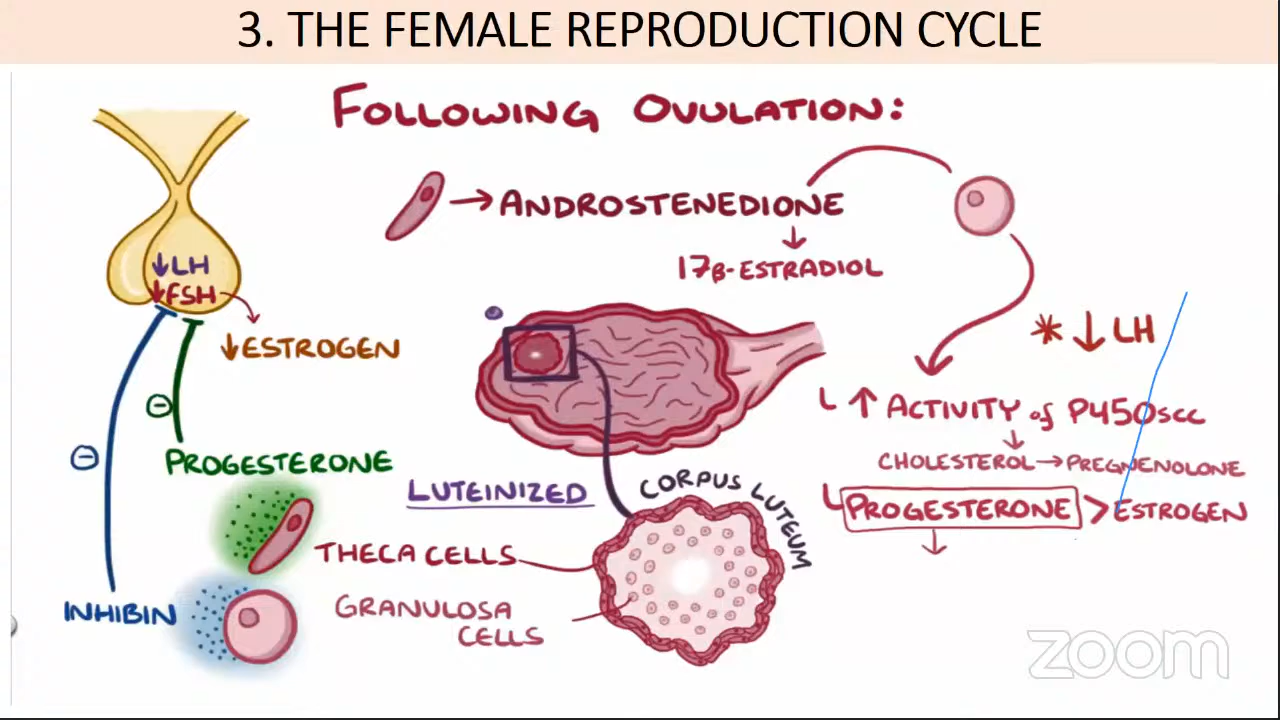 3. THE FEMALE REPRODUCTION CYCLE
FOLLOWING OVULATION:
→ ANDROSTENEDIONE
↓
17β-ESTRADIOL
↓LH
↓FSH
↓ESTROGEN
* ↓ LH
↑ ACTIVITY of P450scc
↓
CHOLESTEROL → PREGNENOLONE
PROGESTERONE > ESTROGEN
↓
PROGESTERONE
LUTEINIZED
CORPUS LUTEUM
THECA CELLS
GRANULOSA
CELLS
INHIBIN
zoom